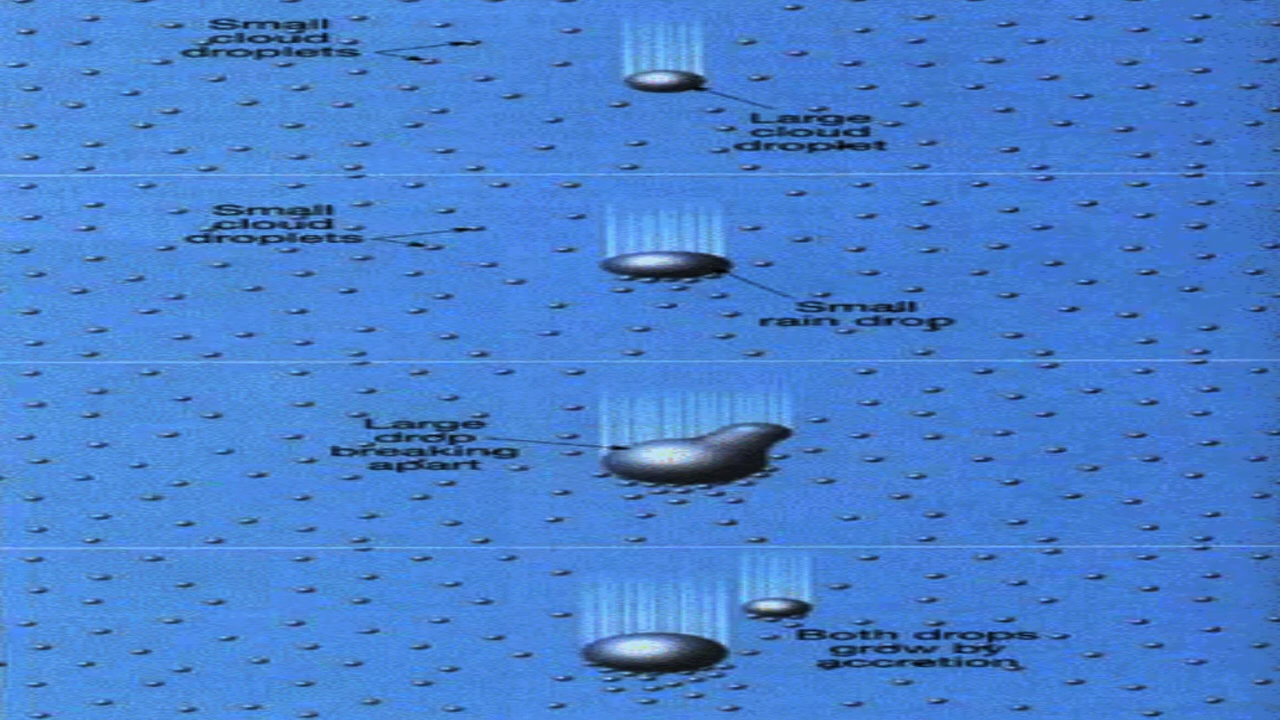 Small
cloud
droplets
Large
cloud
droplet
Small
cloud
droplets
Small
rain drop
Large
drop
breaking
apart
Both drops
grow by
accretion